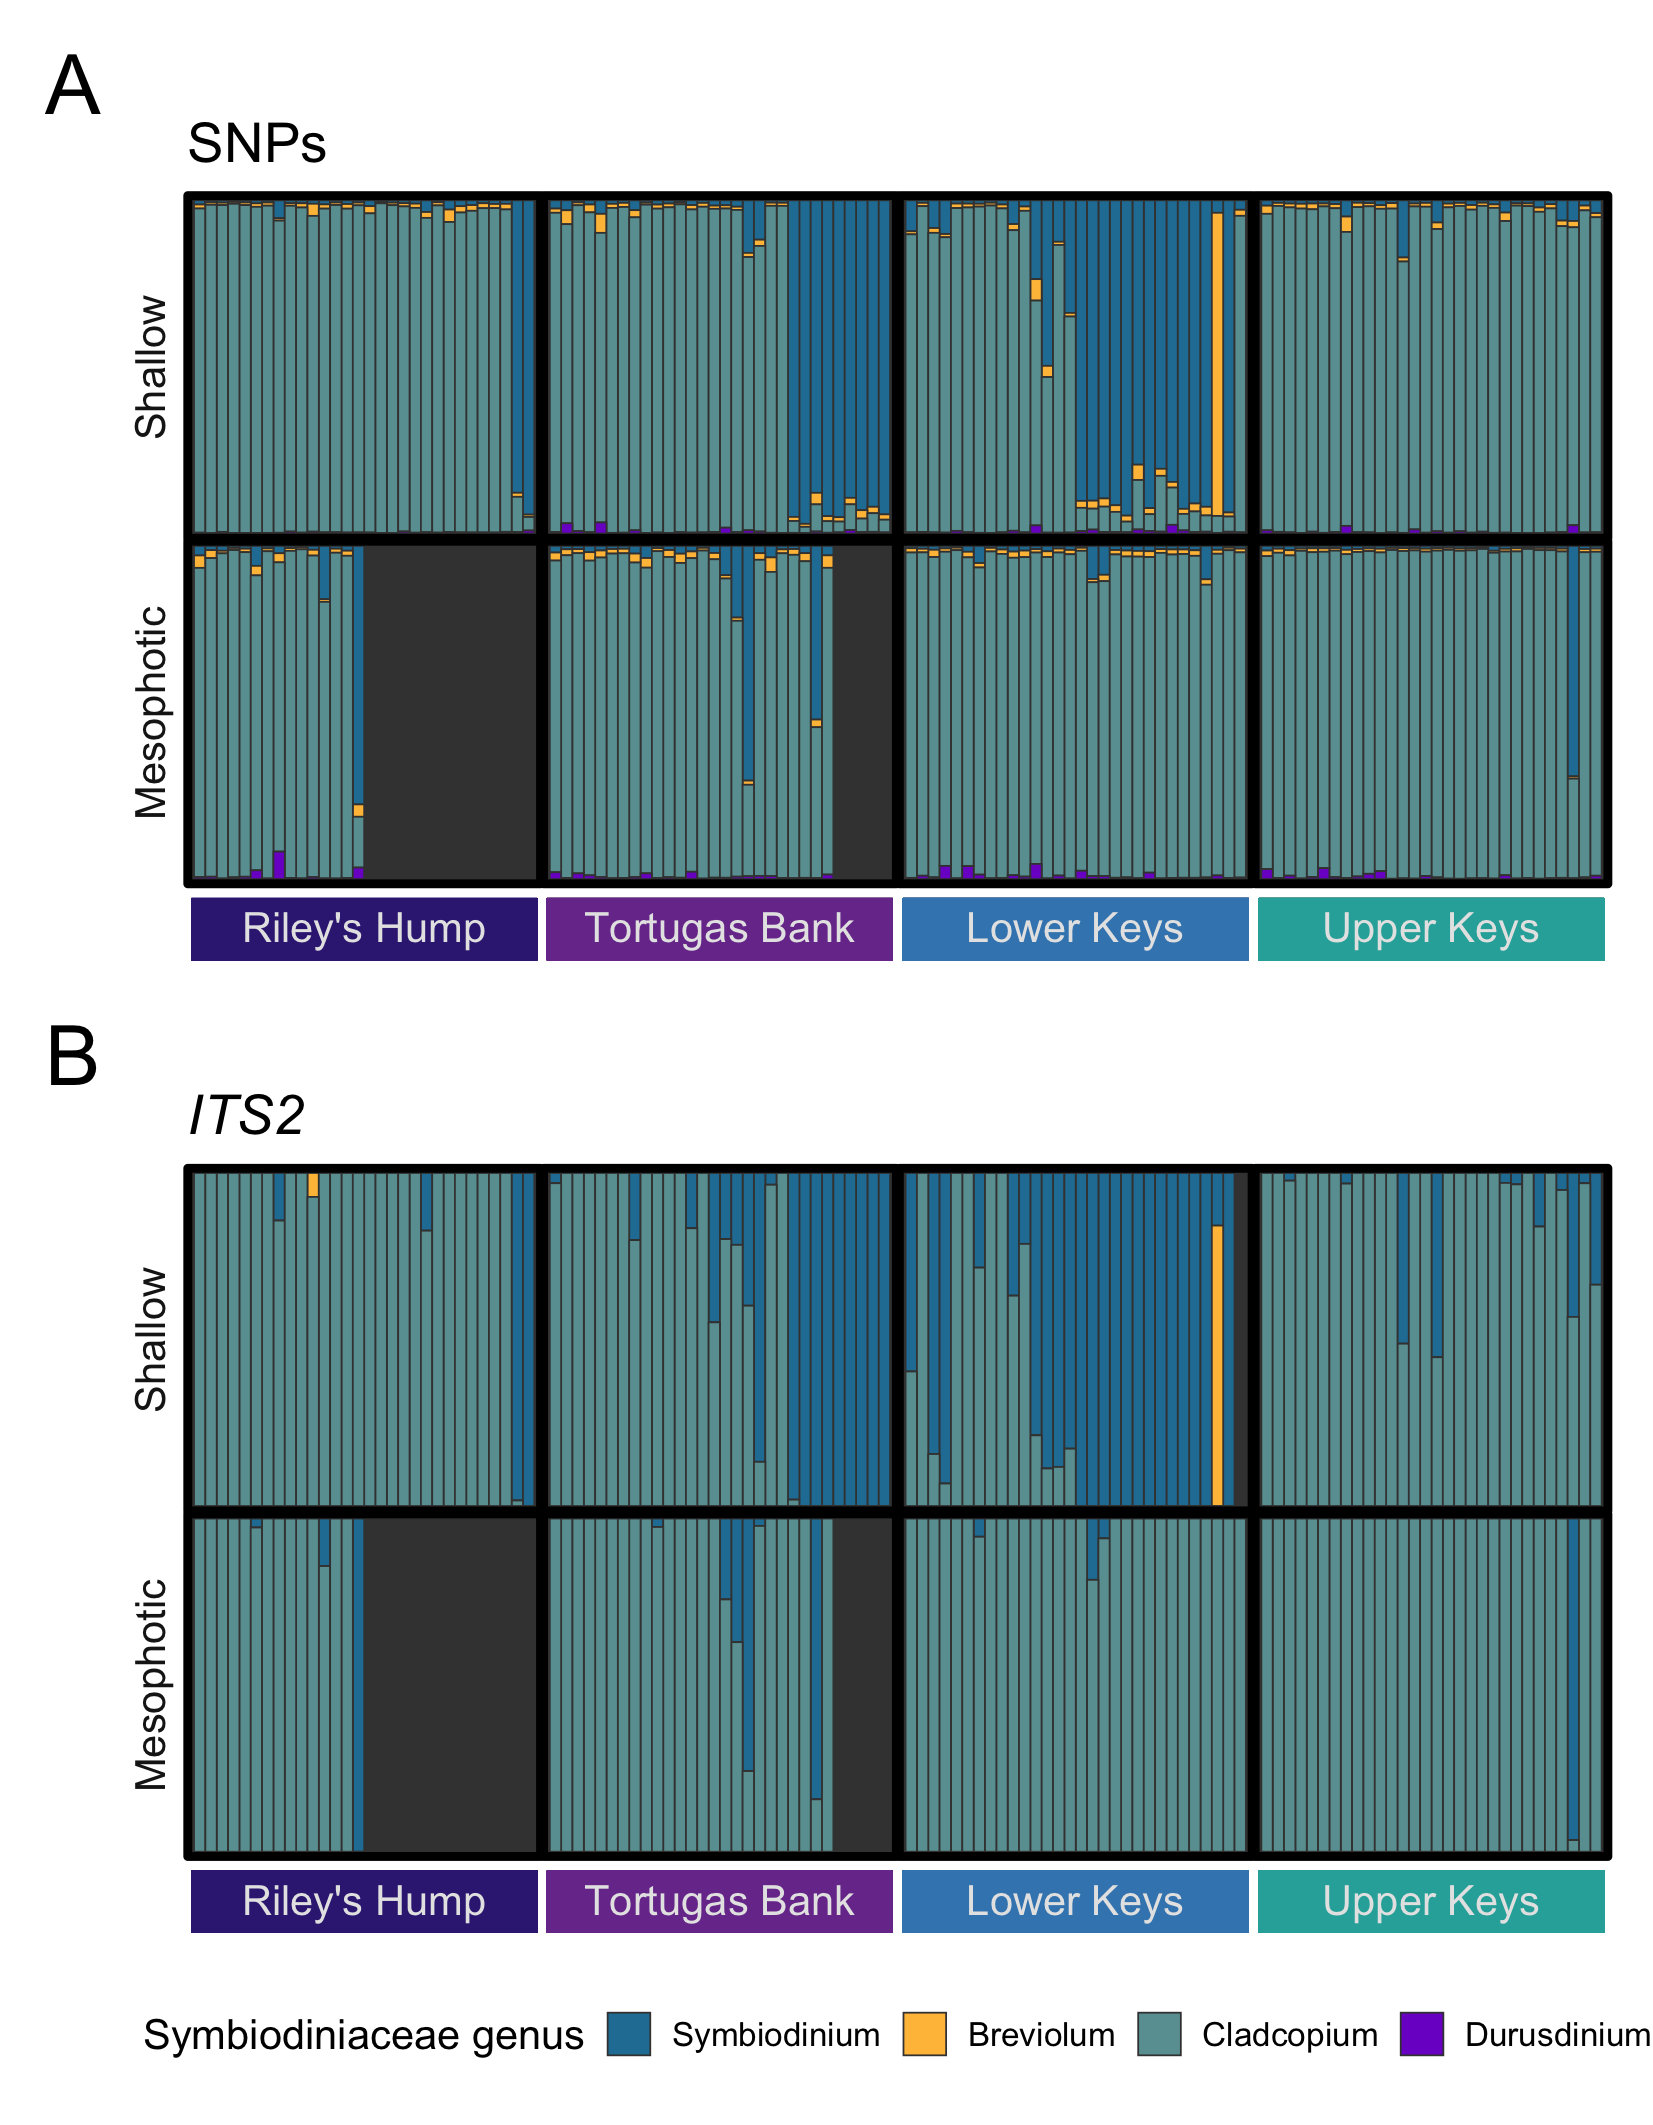 A
SNPs
Shallow
Mesophotic
Riley's Hump
Tortugas Bank
Lower Keys
Upper Keys
B
ITS2
Shallow
Mesophotic
Riley's Hump
Tortugas Bank
Lower Keys
Upper Keys
Symbiodiniaceae genus
Symbiodinium
Breviolum
Cladcopium
Durusdinium